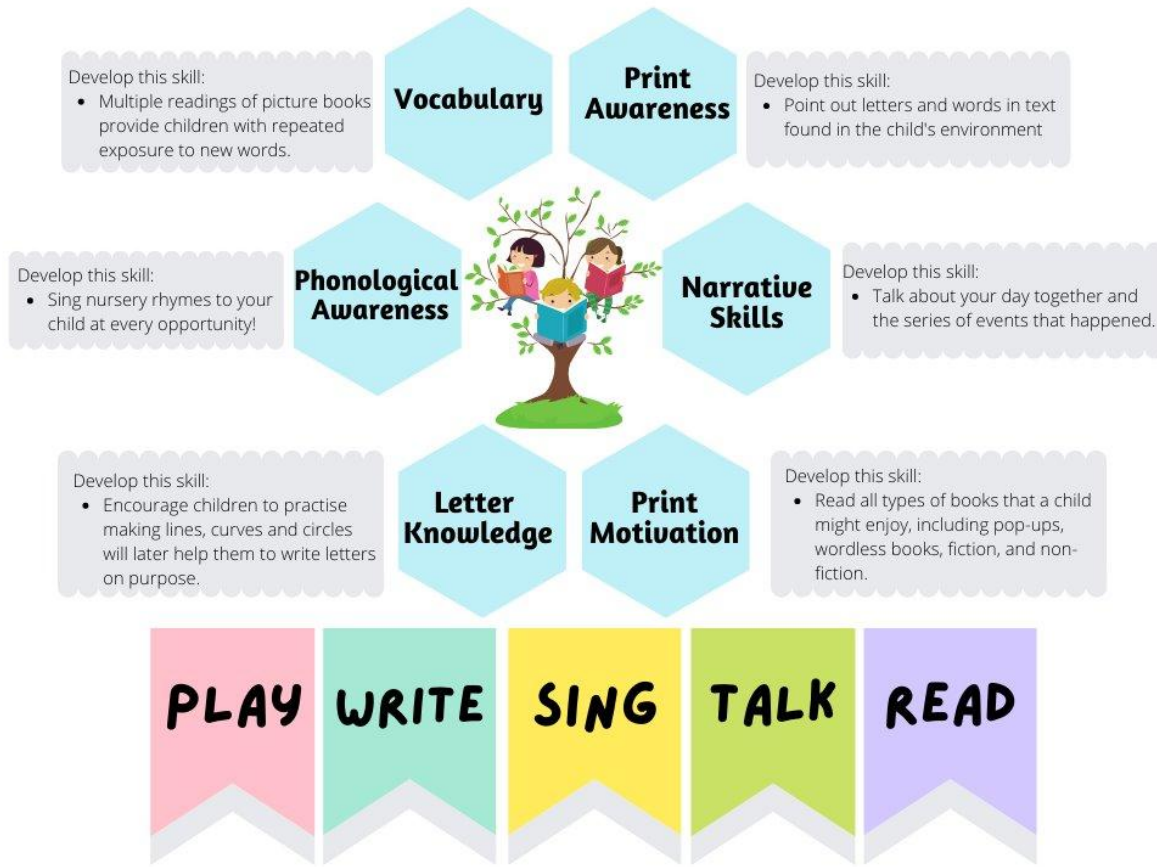 Develop this skill:
• Multiple readings of picture books
provide children with repeated
exposure to new words.
Vocabulary
Print
Awareness
Develop this skill:
• Point out letters and words in text
found in the child's environment
Develop this skill:
• Sing nursery rhymes to your
child at every opportunity!
Phonological
Awareness
Narrative
Skills
Develop this skill:
• Talk about your day together and
the series of events that happened.
Develop this skill:
• Encourage children to practise
making lines, curves and circles
will later help them to write letters
on purpose.
Letter
Knowledge
Print
Motivation
Develop this skill:
• Read all types of books that a child
might enjoy, including pop-ups,
wordless books, fiction, and non-
fiction.
PLAY
WRITE
SING
TALK
READ